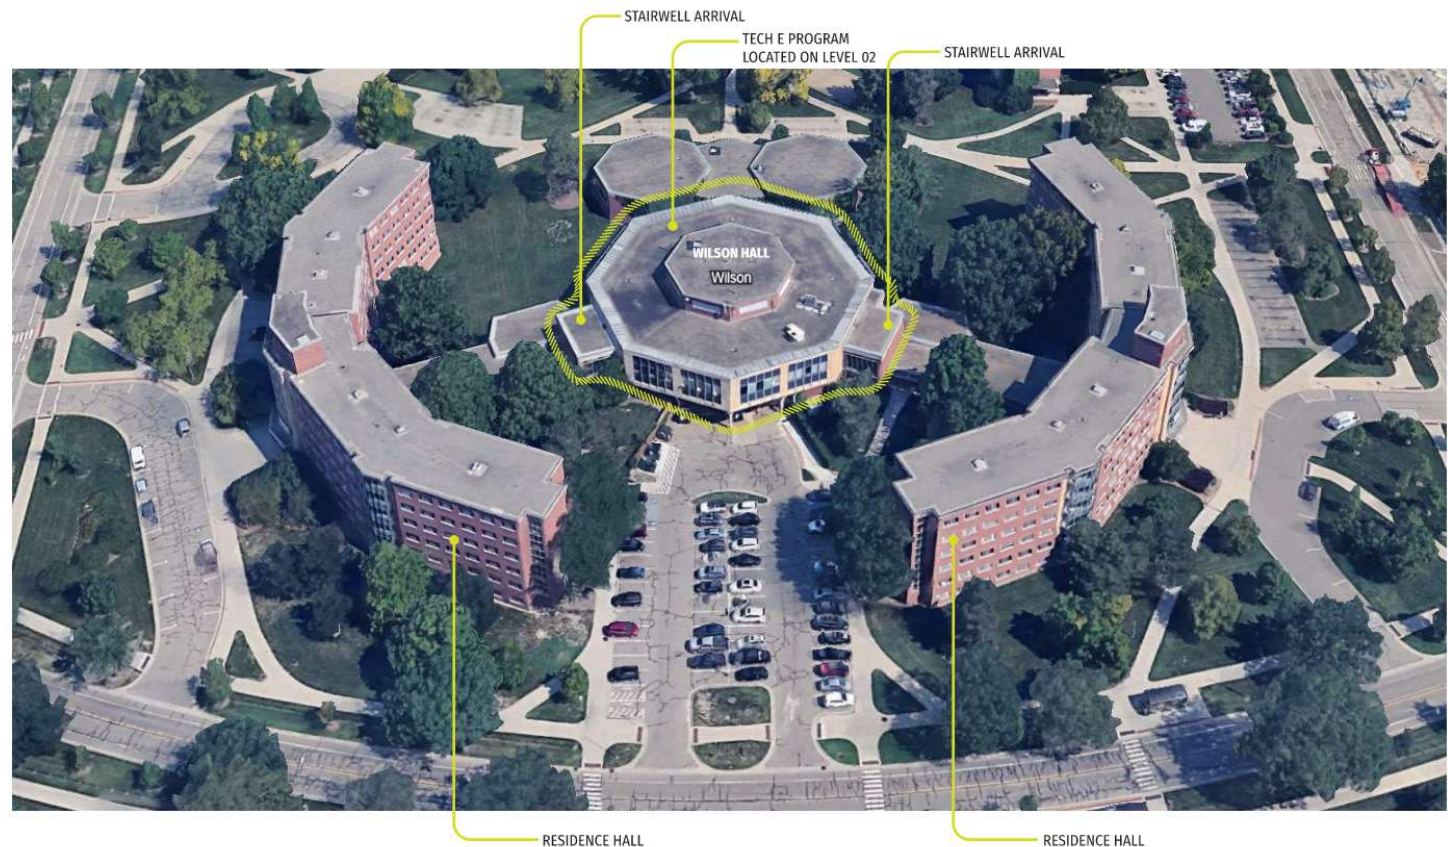 STAIRWELL ARRIVAL
TECH E PROGRAM
LOCATED ON LEVEL 02
STAIRWELL ARRIVAL
WILSON HALL
Wilson
RESIDENCE HALL
RESIDENCE HALL